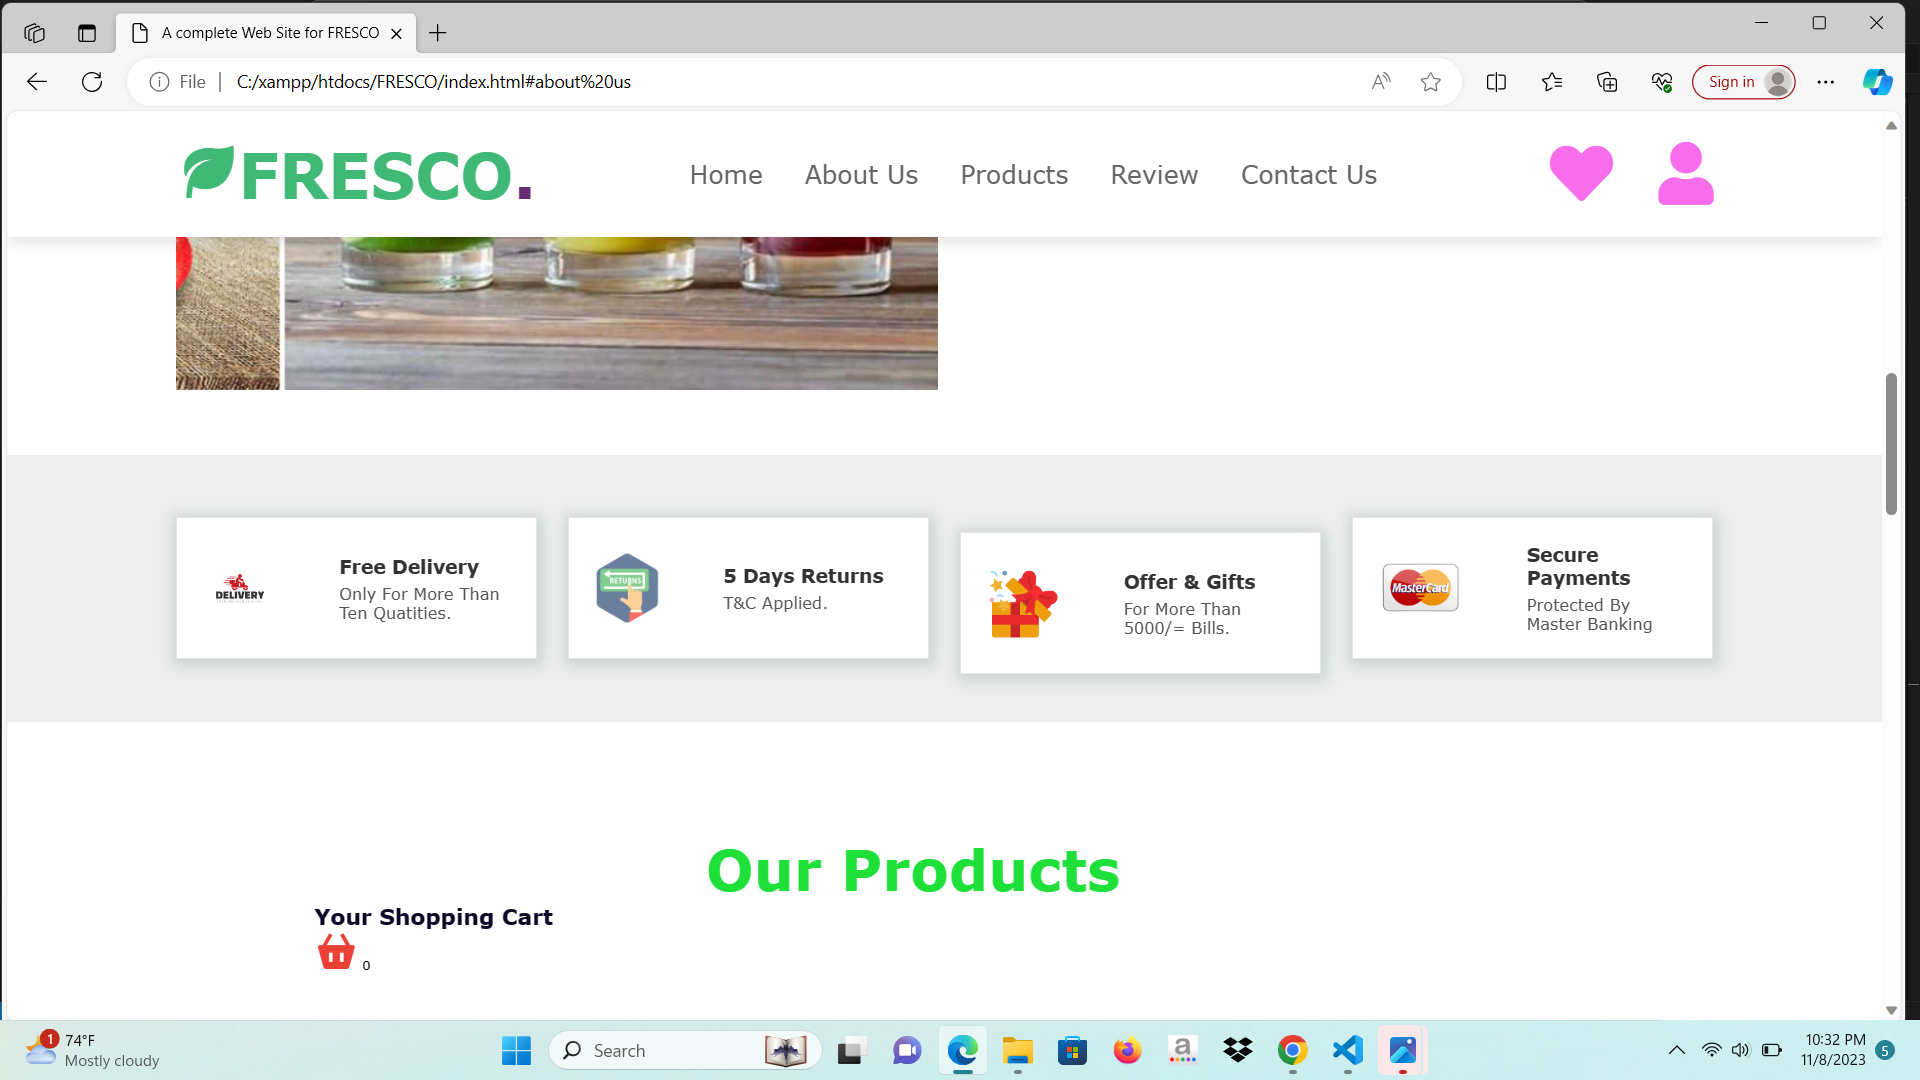 A complete Web Site for FRESCO
File
C:/xampp/htdocs/FRESCO/index.html#about%20us
Sign in
FRESCO.
Home
About Us
Products
Review
Contact Us
DELIVERY
Free Delivery
Only For More Than
Ten Quatities.
RETURNS
5 Days Returns
T&C Applied.
Offer & Gifts
For More Than
5000/= Bills.
MasterCard
Secure
Payments
Protected By
Master Banking
Our Products
Your Shopping Cart
0
1
74°F
Mostly cloudy
Search
a
10:32 PM
11/8/2023
5